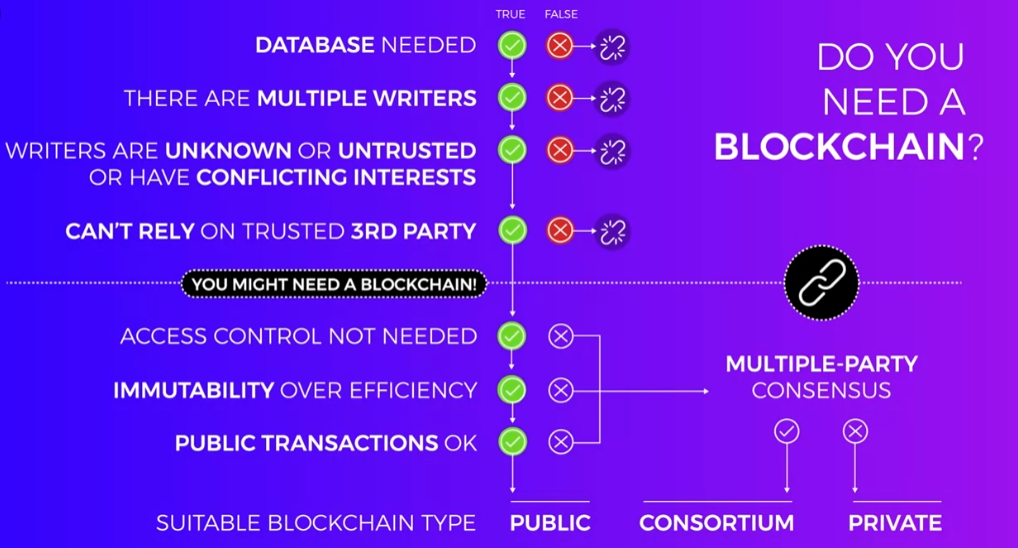 TRUE FALSE
DATABASE NEEDED
DO YOU
NEED A
BLOCKCHAIN?
THERE ARE MULTIPLE WRITERS
WRITERS ARE UNKNOWN OR UNTRUSTED
OR HAVE CONFLICTING INTERESTS
CAN'T RELY ON TRUSTED 3RD PARTY
YOU MIGHT NEED A BLOCKCHAIN!
ACCESS CONTROL NOT NEEDED
IMMUTABILITY OVER EFFICIENCY
PUBLIC TRANSACTIONS OK
MULTIPLE-PARTY
CONSENSUS
SUITABLE BLOCKCHAIN TYPE PUBLIC CONSORTIUM PRIVATE